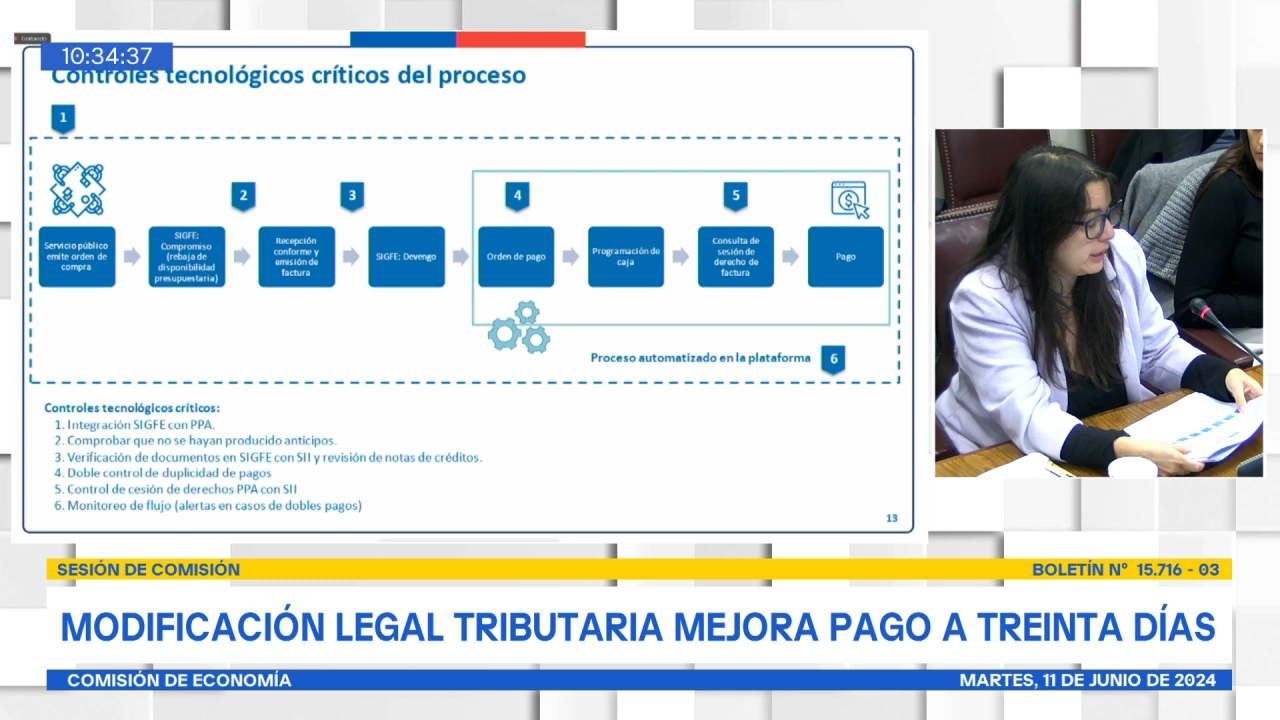 Grabando
10:34:37
Controles tecnológicos críticos del proceso
1
2
3
4
5
Servicio público
emite orden de
compra
SIGFE:
Compromiso
(rebaja de
disponibilidad
presupuestaria)
Recepción
conforme y
emisión de
factura
SIGFE: Devengo
Orden de pago
Programación de
caja
Consulta de
sesión de
derecho de
factura
Pago
Proceso automatizado en la plataforma
6
Controles tecnológicos críticos:
1. Integración SIGFE con PPA.
2. Comprobar que no se hayan producido anticipos.
3. Verificación de documentos en SIGFE con SII y revisión de notas de créditos.
4. Doble control de duplicidad de pagos
5. Control de cesión de derechos PPA con SII
6. Monitoreo de flujo (alertas en casos de dobles pagos)
13
SESIÓN DE COMISIÓN
BOLETÍN N° 15.716 - 03
MODIFICACIÓN LEGAL TRIBUTARIA MEJORA PAGO A TREINTA DÍAS
COMISIÓN DE ECONOMÍA
MARTES, 11 DE JUNIO DE 2024